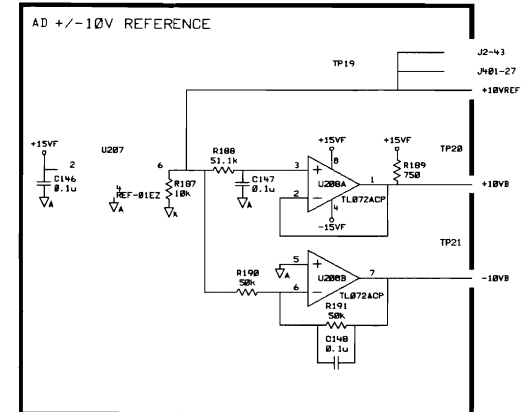 AD +/-10V REFERENCE
J2-43
TP19
J401-27
+10VREF
+15VF
U207
R188
51.1k
+15VF
+15VF
TP20
2
6
3
8
R189
750
C146
0.1u
4
REF-01EZ
R187
10k
C147
0.1u
U208A
1
+10VB
2
4
TL072ACP
A
A
A
A
-15VF
TP21
5
A
7
-10VB
R190
50k
U208B
6
TL072ACP
R191
50k
C148
0.1u